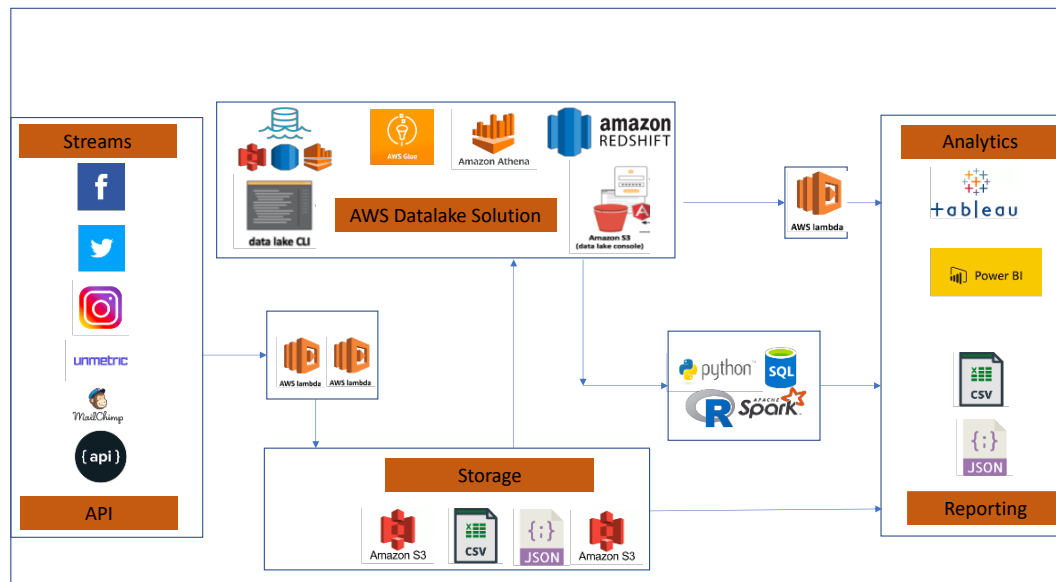 Streams
f
unmetric
MailChimp
{ api }
API
AWS Glue
Amazon Athena
amazon
REDSHIFT
data lake CLI
AWS Datalake Solution
Amazon S3
(data lake console)
AWS lambda
AWS lambda
AWS lambda
python™
SQL
R
APACHE
Spark
Storage
Amazon S3
CSV
{;}
JSON
Amazon S3
Analytics
+ableau
Power BI
CSV
{;}
JSON
Reporting